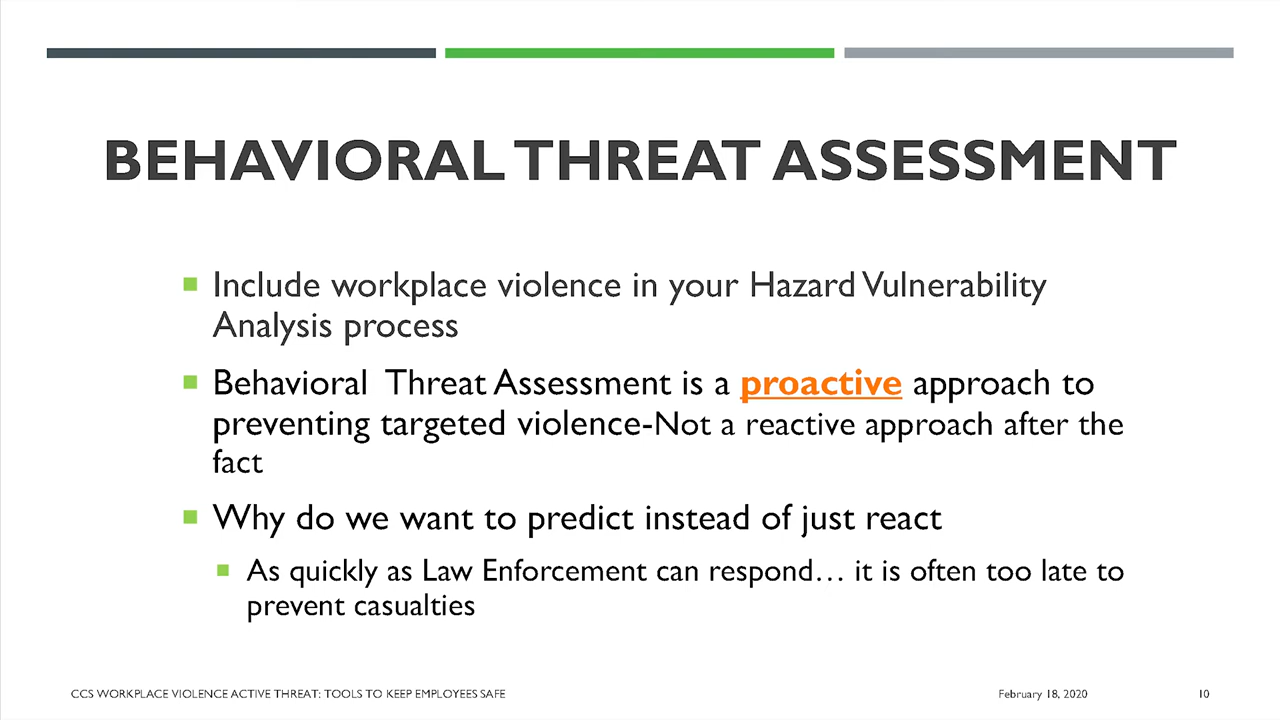 BEHAVIORAL THREAT ASSESSMENT
Include workplace violence in your Hazard Vulnerability
Analysis process
Behavioral Threat Assessment is a proactive approach to
preventing targeted violence-Not a reactive approach after the
fact
Why do we want to predict instead of just react
As quickly as Law Enforcement can respond… it is often too late to
prevent casualties
CCS WORKPLACE VIOLENCE ACTIVE THREAT: TOOLS TO KEEP EMPLOYEES SAFE
February 18, 2020
10